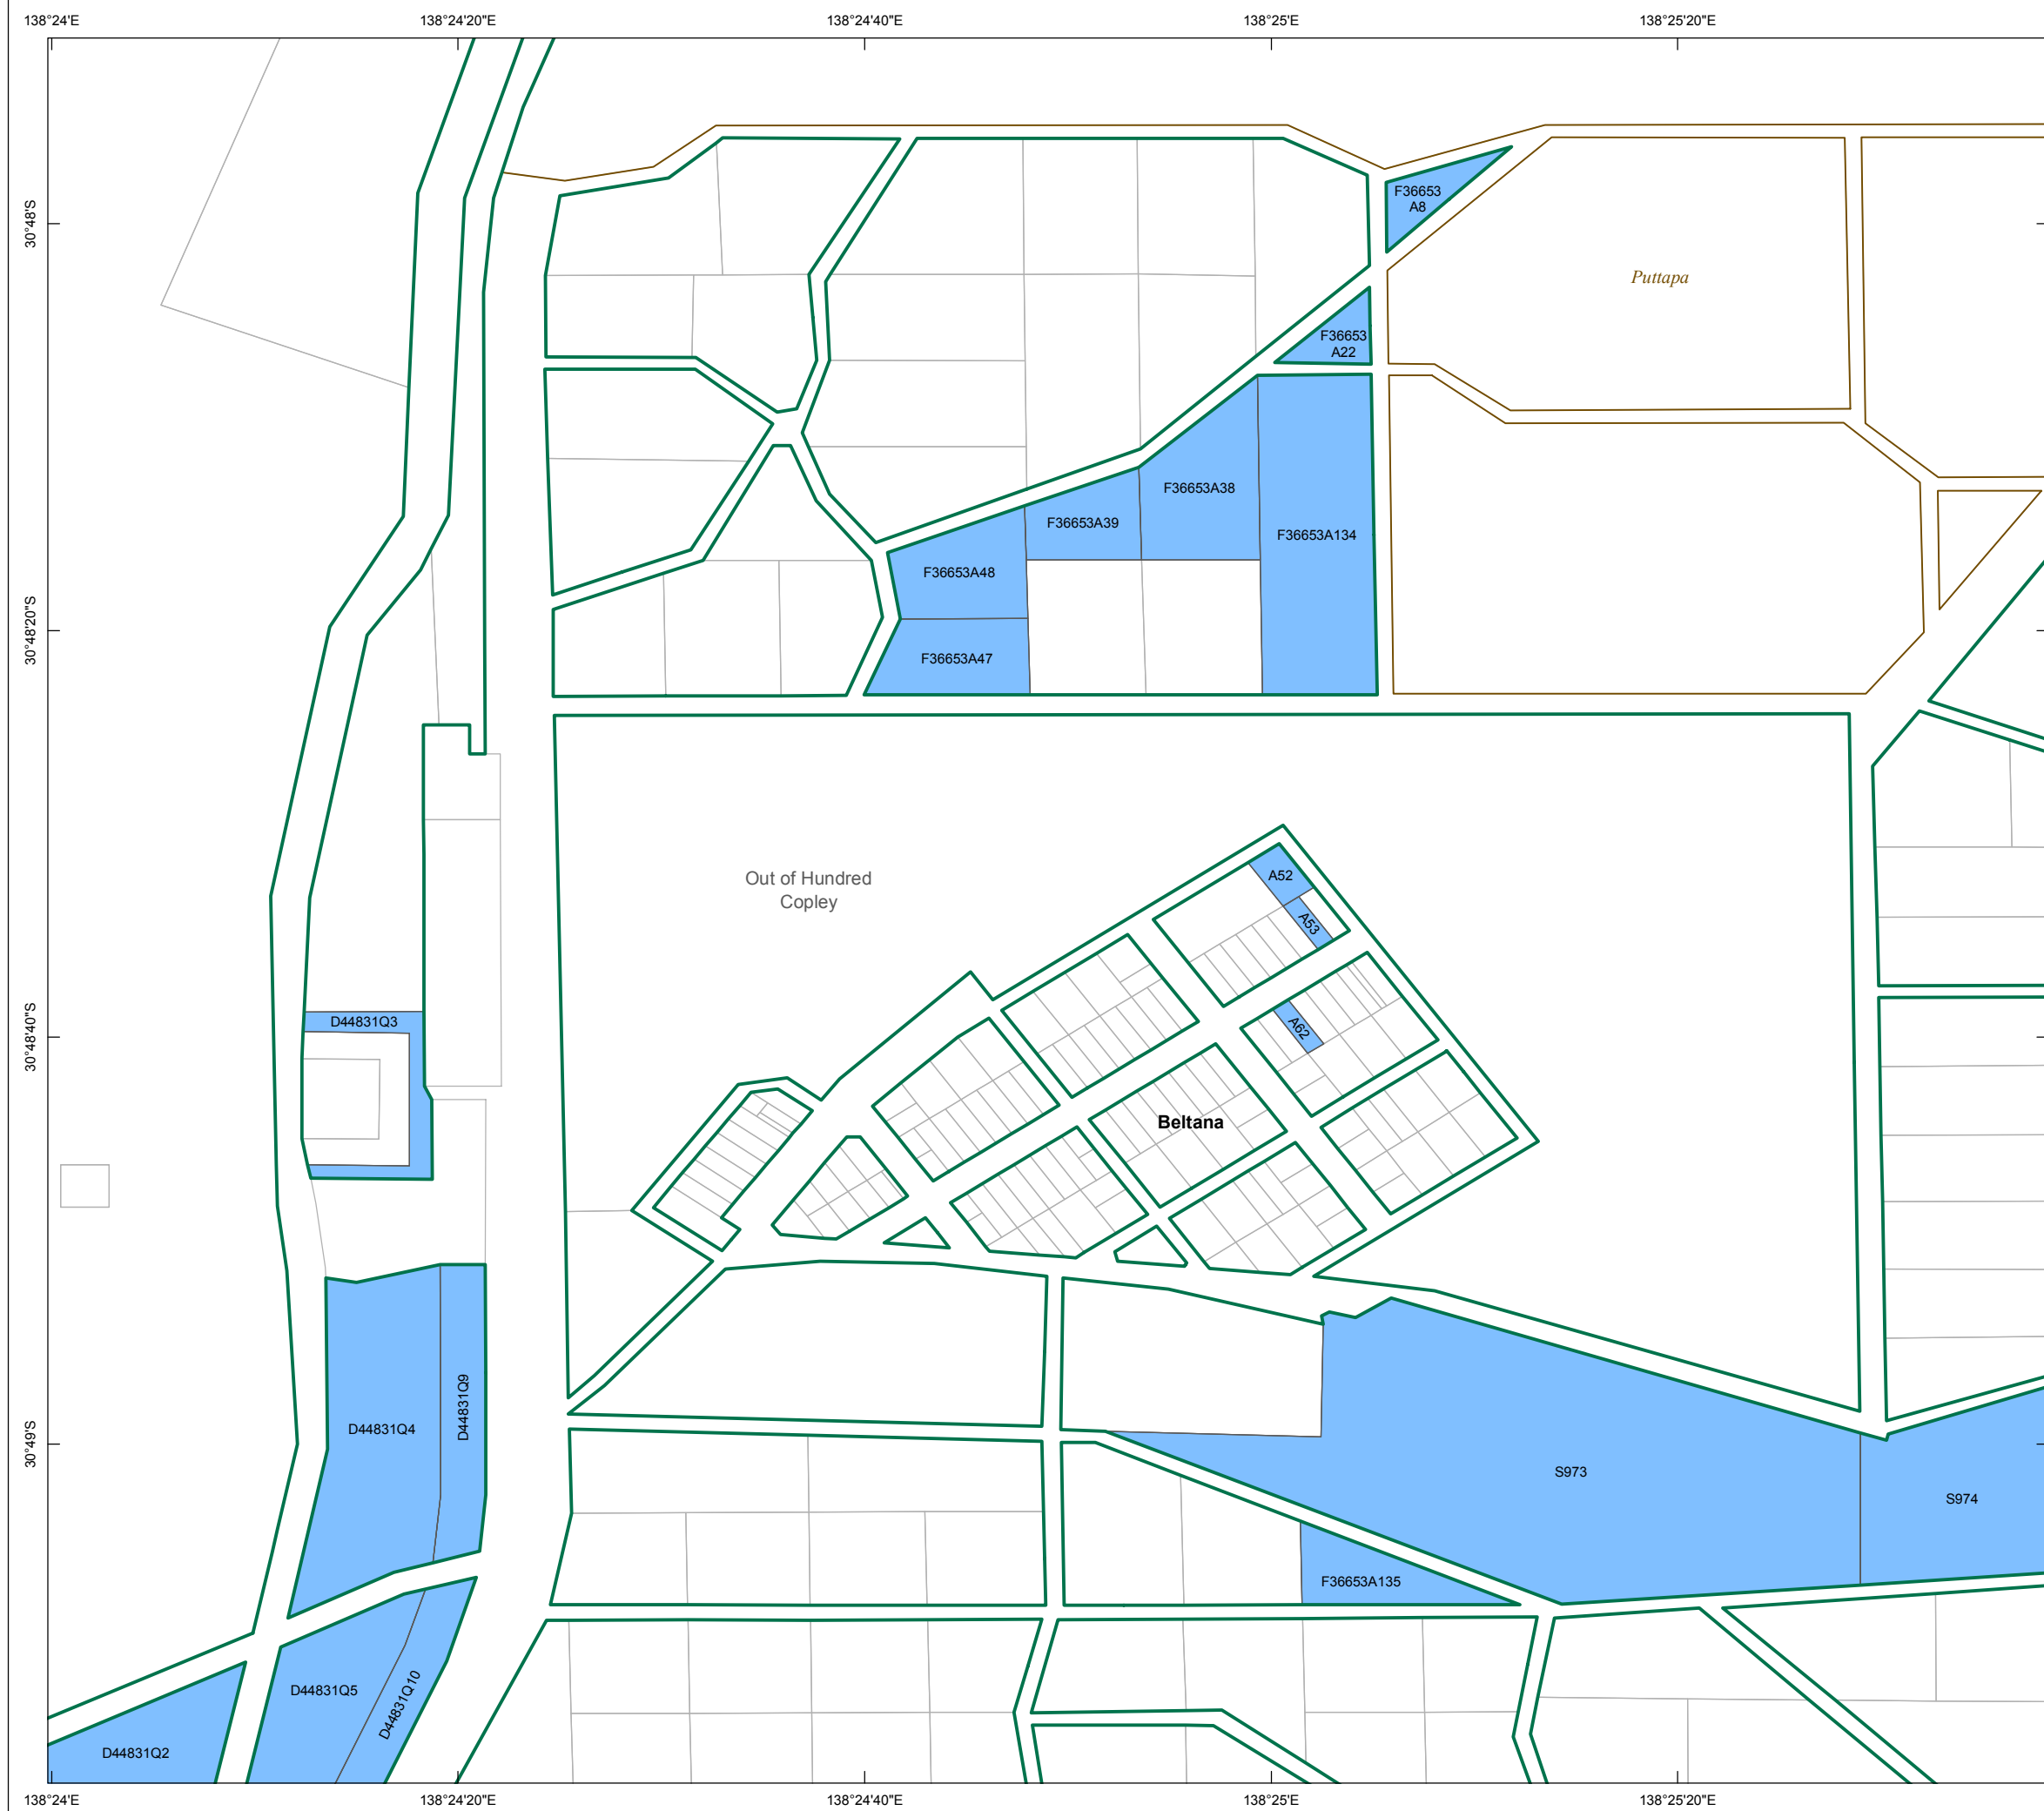 138°24'E
138°24'20"E
138°24'40"E
138°25'E
138°25'20"E
30°48'S
30°48'20"S
30°48'40"S
30°49'S
F36653
A8
Puttapa
F36653
A22
F36653A38
F36653A39
F36653A134
F36653A48
F36653A47
Out of Hundred
Copley
A52
A53
A62
D44831Q3
Beltana
D44831Q4
D44831Q9
S973
S974
F36653A135
D44831Q5
D44831Q10
D44831Q2
138°24'E
138°24'20"E
138°24'40"E
138°25'E
138°25'20"E